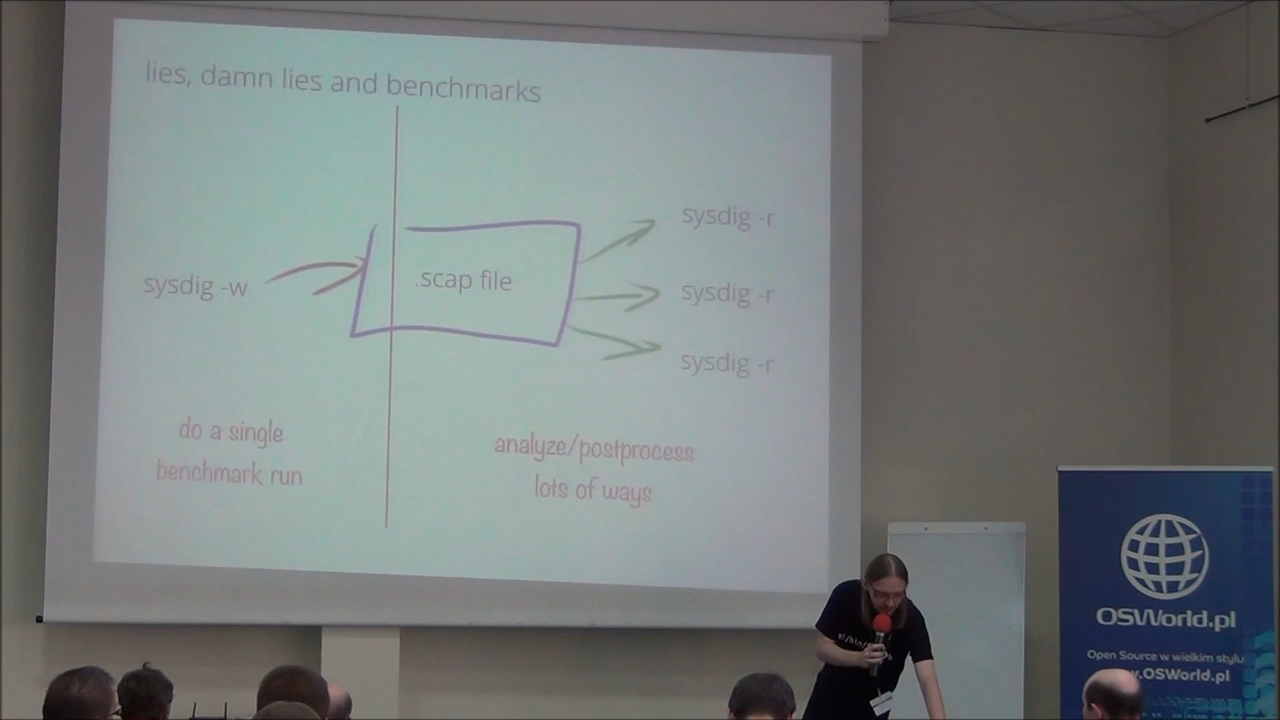 lies, damn lies and benchmarks
sysdig -w
.scap file
sysdig -r
sysdig -r
sysdig -r
do a single
benchmark run
analyze/postprocess
lots of ways
OSWorld.pl
Open Source w wielkim stylu
.OSWorld.pl